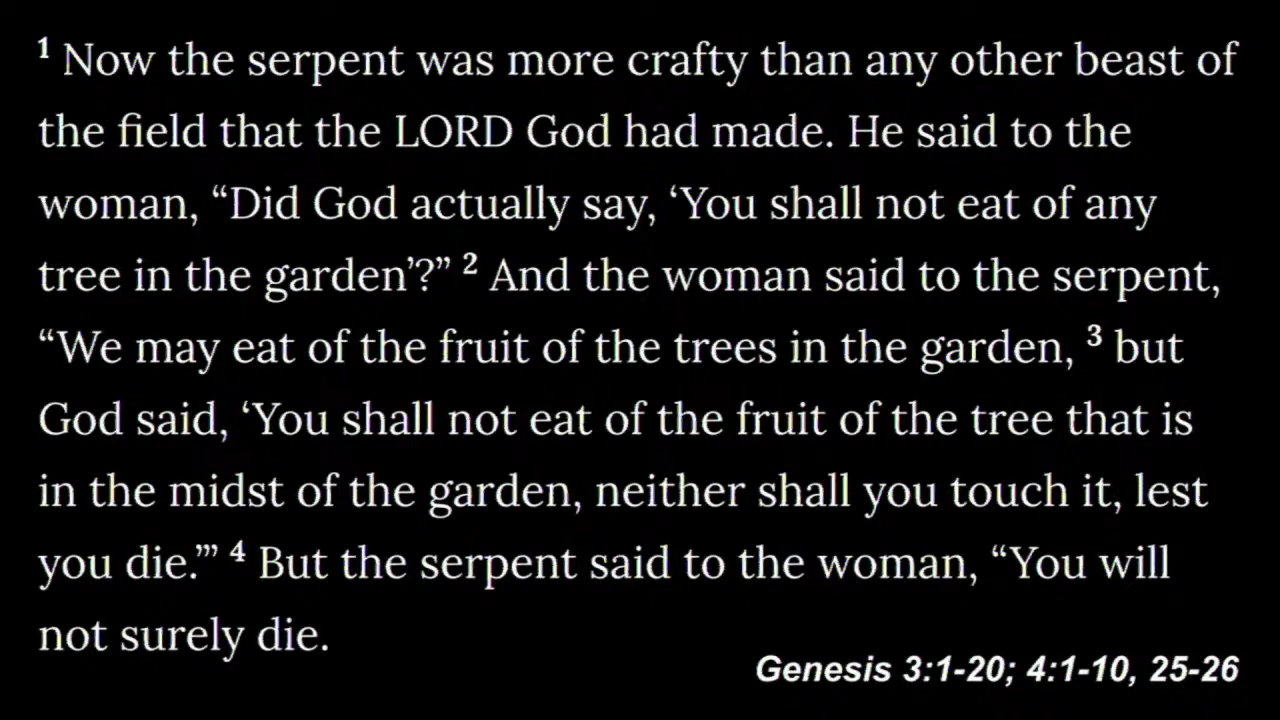 ¹ Now the serpent was more crafty than any other beast of
the field that the LORD God had made. He said to the
woman, “Did God actually say, ‘You shall not eat of any
tree in the garden’?” ² And the woman said to the serpent,
“We may eat of the fruit of the trees in the garden, ³ but
God said, ‘You shall not eat of the fruit of the tree that is
in the midst of the garden, neither shall you touch it, lest
you die.’” ⁴ But the serpent said to the woman, “You will
not surely die.
Genesis 3:1-20; 4:1-10, 25-26